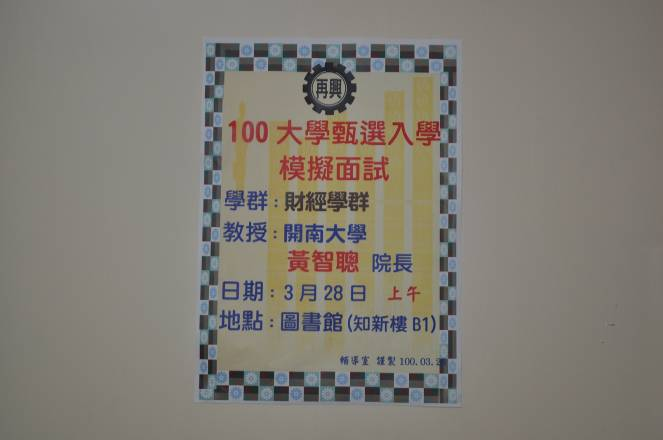 再興
100 大學甄選入學
模擬面試
學群：財經學群
教授：開南大學
黃智聰 院長
日期：3 月 28 日 上午
地點：圖書館 (知新樓 B1)
輔導室 謹製 100.03.